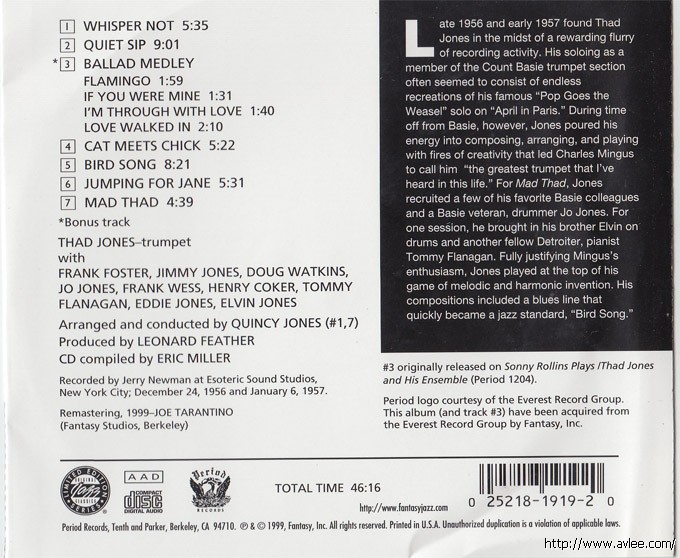 1 WHISPER NOT 5:35
2 QUIET SIP 9:01
*3 BALLAD MEDLEY
FLAMINGO 1:59
IF YOU WERE MINE 1:31
I'M THROUGH WITH LOVE 1:40
LOVE WALKED IN 2:10
4 CAT MEETS CHICK 5:22
5 BIRD SONG 8:21
6 JUMPING FOR JANE 5:31
7 MAD THAD 4:39
*Bonus track
THAD JONES–trumpet
with
FRANK FOSTER, JIMMY JONES, DOUG WATKINS,
JO JONES, FRANK WESS, HENRY COKER, TOMMY
FLANAGAN, EDDIE JONES, ELVIN JONES
Arranged and conducted by QUINCY JONES (#1,7)
Produced by LEONARD FEATHER
CD compiled by ERIC MILLER
Recorded by Jerry Newman at Esoteric Sound Studios,
New York City; December 24, 1956 and January 6, 1957.
Remastering, 1999–JOE TARANTINO
(Fantasy Studios, Berkeley)
Late 1956 and early 1957 found Thad
Jones in the midst of a rewarding flurry
of recording activity. His soloing as a
member of the Count Basie trumpet section
often seemed to consist of endless
recreations of his famous “Pop Goes the
Weasel” solo on “April in Paris.” During time
off from Basie, however, Jones poured his
energy into composing, arranging, and playing
with fires of creativity that led Charles Mingus
to call him “the greatest trumpet that I’ve
heard in this life.” For Mad Thad, Jones
recruited a few of his favorite Basie colleagues
and a Basie veteran, drummer Jo Jones. For
one session, he brought in his brother Elvin on
drums and another fellow Detroiter, pianist
Tommy Flanagan. Fully justifying Mingus’s
enthusiasm, Jones played at the top of his
game of melodic and harmonic invention. His
compositions included a blues line that
quickly became a jazz standard, “Bird Song.”
#3 originally released on Sonny Rollins Plays/Thad Jones
and His Ensemble (Period 1204).
Period logo courtesy of the Everest Record Group.
This album (and track #3) have been acquired from
the Everest Record Group by Fantasy, Inc.
LIMITED EDITION
ORIGINAL
Jazz
CLASSICS
SERIES
AAD
COMPACT
disc
DIGITAL AUDIO
Period
RECORDS
TOTAL TIME 46:16
http://www.fantasyjazz.com
0 25218-1919-2 0
Period Records, Tenth and Parker, Berkeley, CA 94710. ℗ & © 1999, Fantasy, Inc. All rights reserved. Printed in U.S.A. Unauthorized duplication is a violation of applicable laws.
http://www.avlee.com/